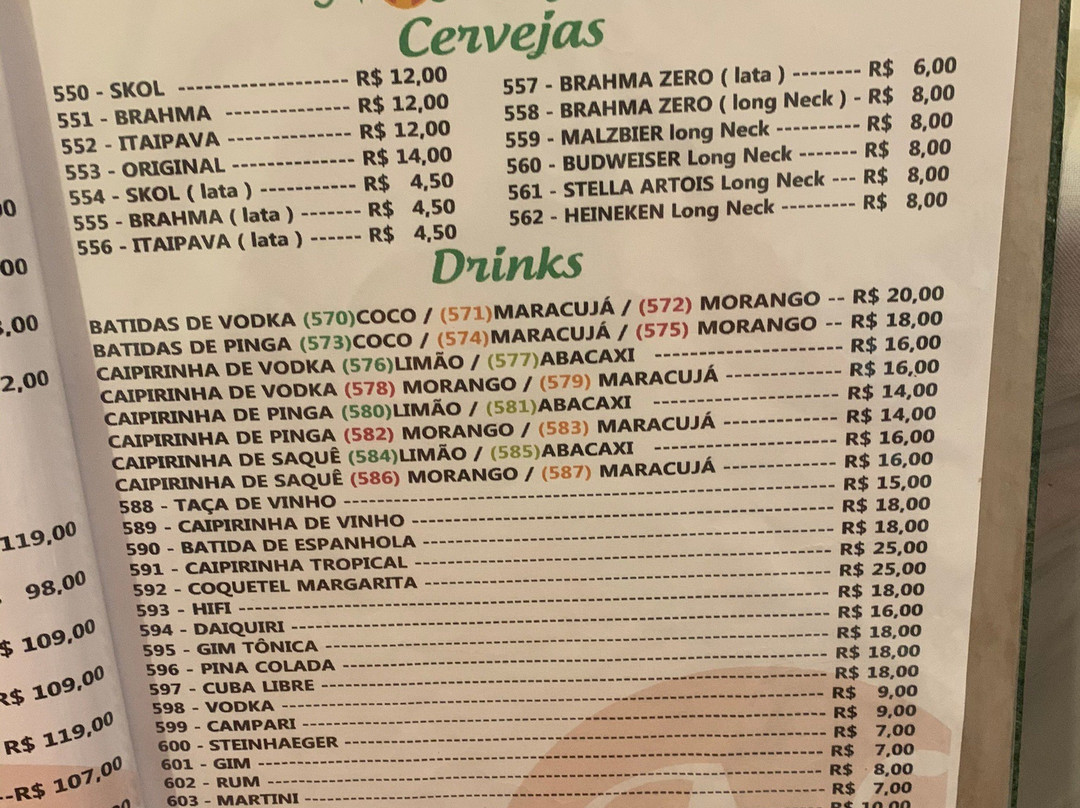 Cervejas
550 - SKOL -------------------- R$ 12,00
551 - BRAHMA -------------- R$ 12,00
552 - ITAIPAVA -------------- R$ 12,00
553 - ORIGINAL -------------- R$ 14,00
554 - SKOL ( lata ) ----------- R$ 4,50
555 - BRAHMA ( lata ) ------- R$ 4,50
556 - ITAIPAVA ( lata ) ------ R$ 4,50
557 - BRAHMA ZERO ( lata ) -------- R$ 6,00
558 - BRAHMA ZERO ( long Neck ) - R$ 8,00
559 - MALZBIER long Neck ---------- R$ 8,00
560 - BUDWEISER Long Neck ------- R$ 8,00
561 - STELLA ARTOIS Long Neck --- R$ 8,00
562 - HEINEKEN Long Neck --------- R$ 8,00
Drinks
BATIDAS DE VODKA (570)COCO / (571)MARACUJÁ / (572) MORANGO -- R$ 20,00
BATIDAS DE PINGA (573)COCO / (574)MARACUJÁ / (575) MORANGO -- R$ 18,00
CAIPIRINHA DE VODKA (576)LIMÃO / (577)ABACAXI -------------------- R$ 16,00
CAIPIRINHA DE VODKA (578) MORANGO / (579) MARACUJÁ ------------ R$ 16,00
CAIPIRINHA DE PINGA (580)LIMÃO / (581)ABACAXI -------------------- R$ 14,00
CAIPIRINHA DE PINGA (582) MORANGO / (583) MARACUJÁ ------------ R$ 14,00
CAIPIRINHA DE SAQUÊ (584)LIMÃO / (585)ABACAXI -------------------- R$ 16,00
CAIPIRINHA DE SAQUÊ (586) MORANGO / (587) MARACUJÁ ------------ R$ 16,00
588 - TAÇA DE VINHO -------------------- R$ 15,00
589 - CAIPIRINHA DE VINHO -------------------- R$ 18,00
590 - BATIDA DE ESPANHOLA -------------------- R$ 18,00
591 - CAIPIRINHA TROPICAL -------------------- R$ 25,00
592 - COQUETEL MARGARITA -------------------- R$ 25,00
593 - HIFI -------------------- R$ 18,00
594 - DAIQUIRI -------------------- R$ 16,00
595 - GIM TÔNICA -------------------- R$ 18,00
596 - PINA COLADA -------------------- R$ 18,00
597 - CUBA LIBRE -------------------- R$ 18,00
598 - VODKA -------------------- R$ 9,00
599 - CAMPARI -------------------- R$ 9,00
600 - STEINHAEGER -------------------- R$ 7,00
601 - GIM -------------------- R$ 7,00
602 - RUM -------------------- R$ 8,00
603 - MARTINI -------------------- R$ 7,00
R$ 10,00
00
,00
2,00
119,00
98,00
$ 109,00
R$ 109,00
R$ 119,00
--R$ 107,00